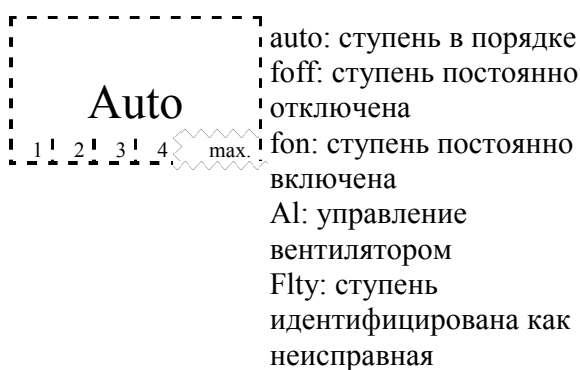 Auto
1 2 3 4 max.
auto: ступень в порядке
foff: ступень постоянно
отключена
fon: ступень постоянно
включена
Al: управление
вентилятором
Flty: ступень
идентифицирована как
неисправная